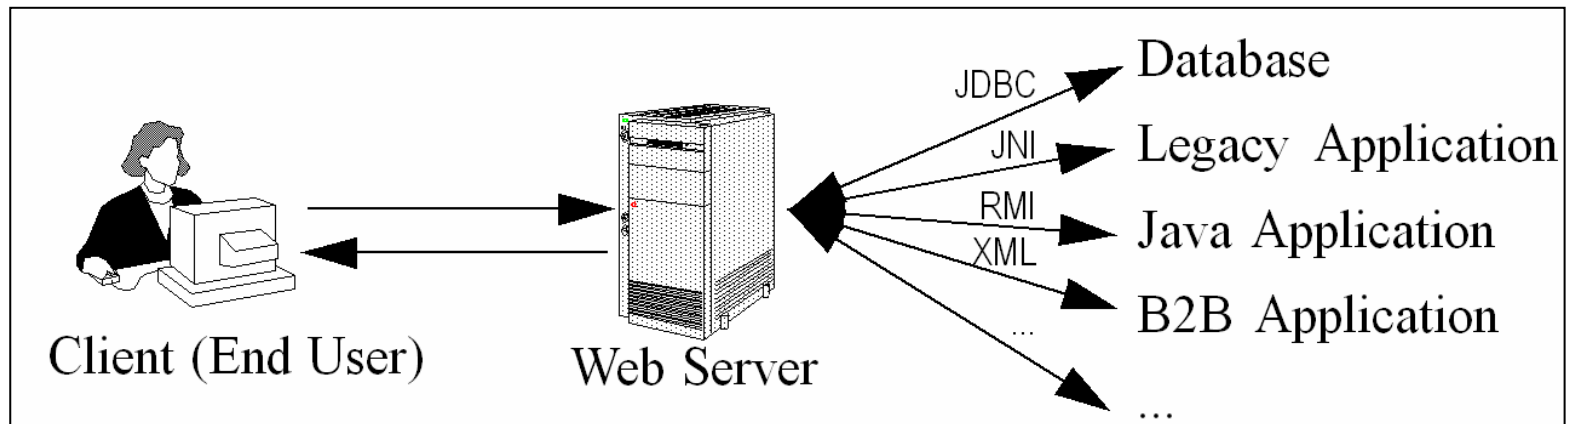 JDBC
Database
JNI
Legacy Application
RMI
Java Application
XML
B2B Application
...
...
Client (End User)
Web Server